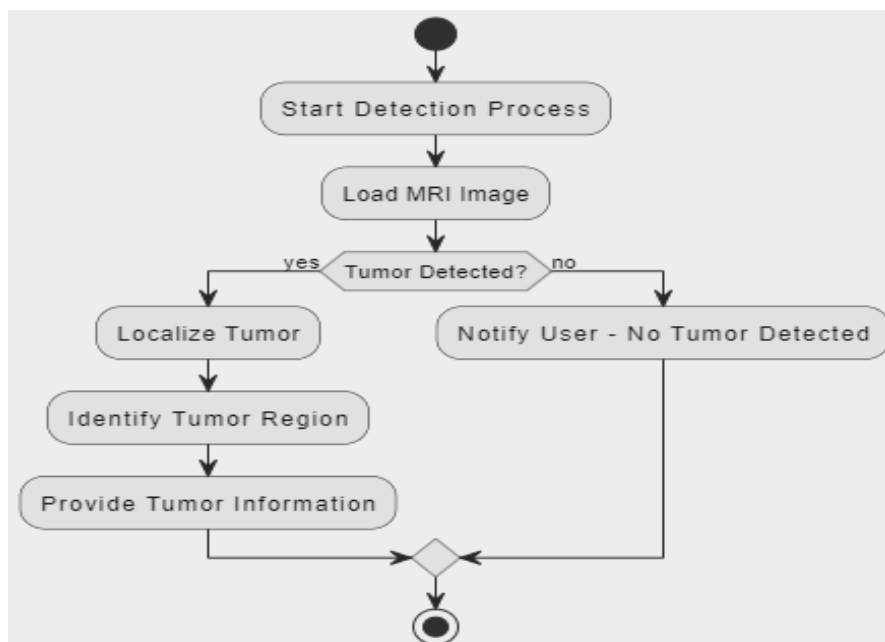 Start Detection Process
Load MRI Image
yes
Tumor Detected?
no
Localize Tumor
Notify User - No Tumor Detected
Identify Tumor Region
Provide Tumor Information